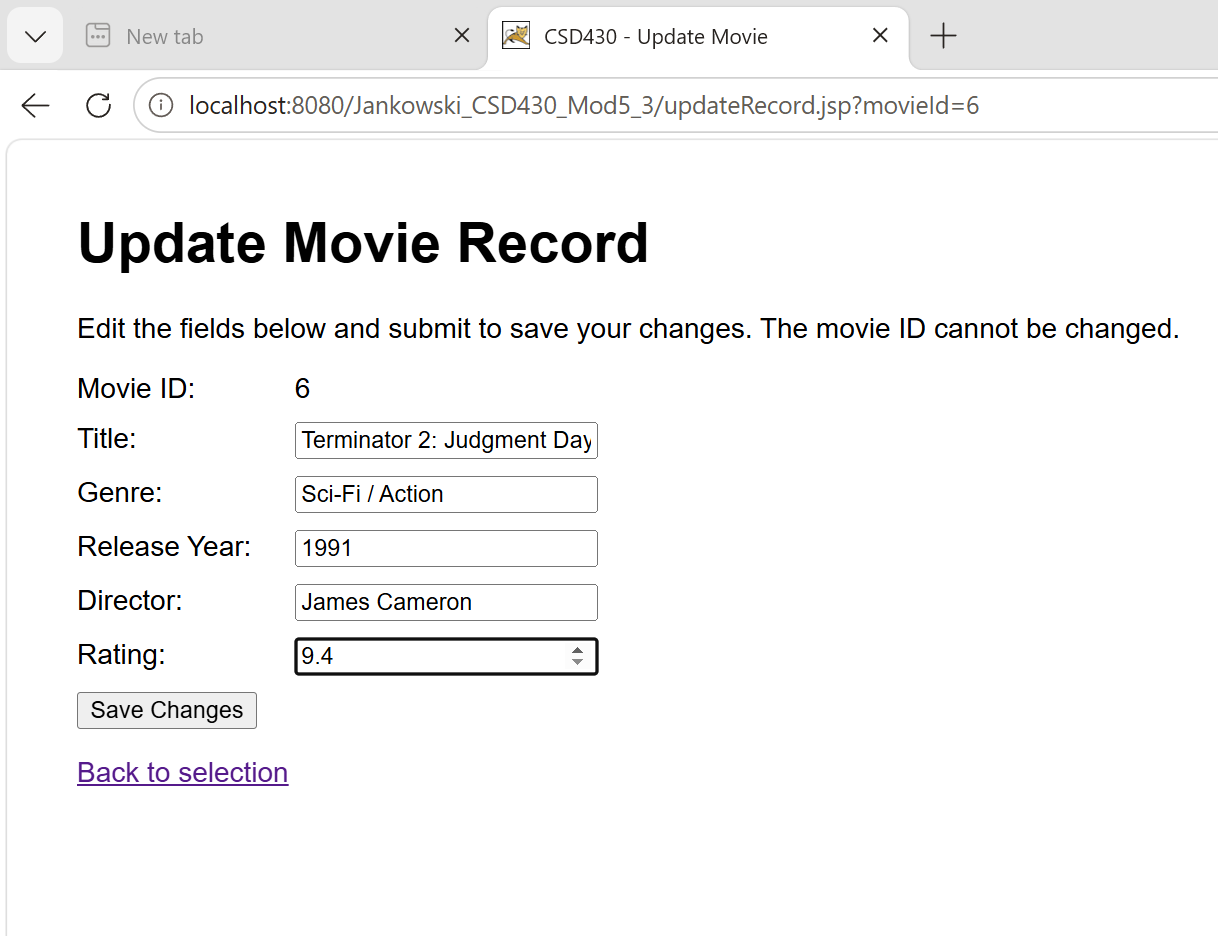 New tab
CSD430 - Update Movie
localhost:8080/Jankowski_CSD430_Mod5_3/updateRecord.jsp?movieId=6
Update Movie Record
Edit the fields below and submit to save your changes. The movie ID cannot be changed.
Movie ID: 6
Title: Terminator 2: Judgment Day
Genre: Sci-Fi / Action
Release Year: 1991
Director: James Cameron
Rating: 9.4
Save Changes
Back to selection